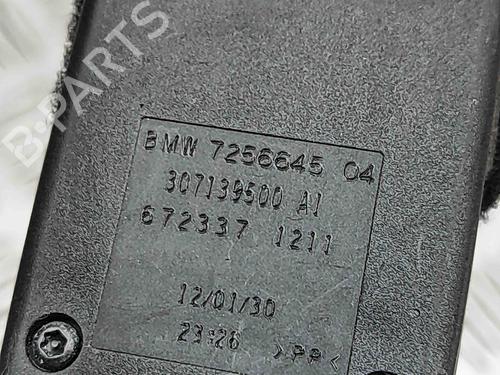 B-PARTS
BMW 7256645 04
307139500 A1
672337 1211
12/01/30
23:26 >PP<